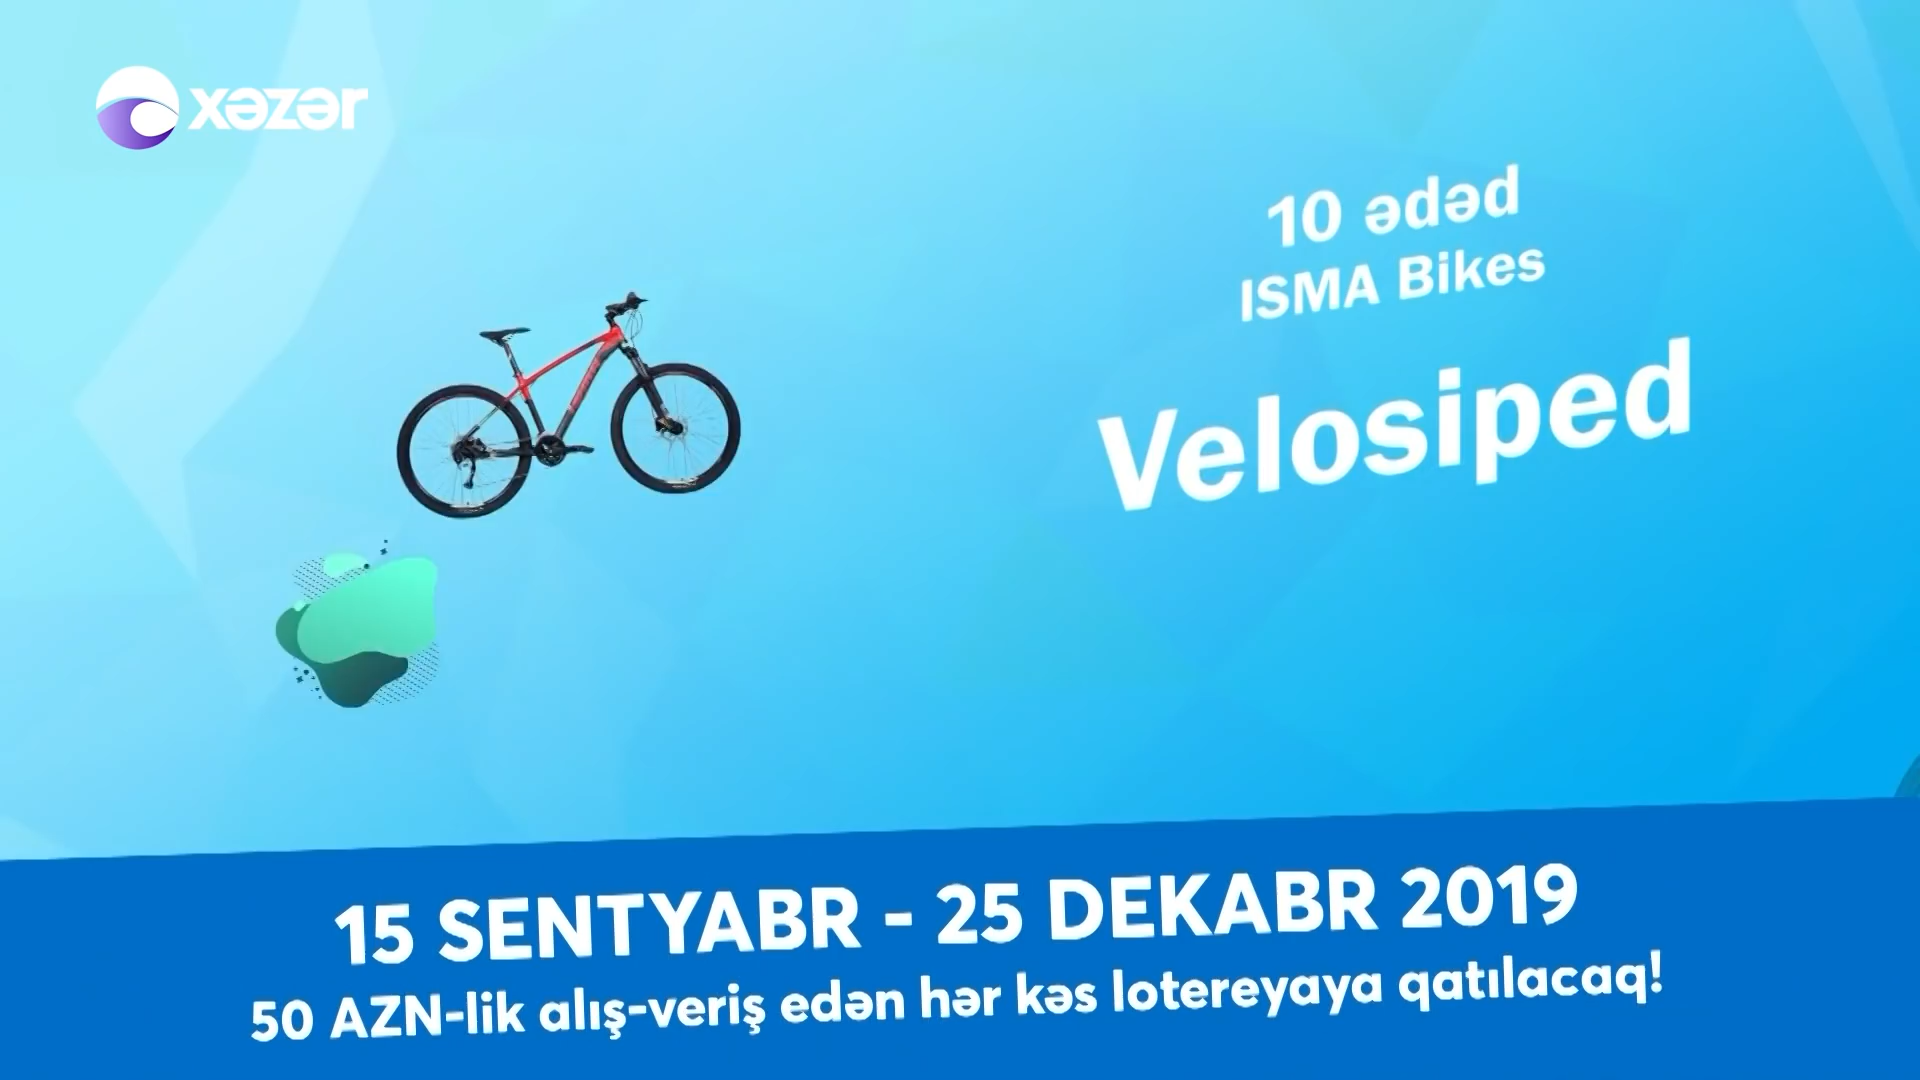 xəzər
10 ədəd
ISMA Bikes
Velosiped
15 SENTYABR - 25 DEKABR 2019
50 AZN-lik alış-veriş edən hər kəs lotereyaya qatılacaq!